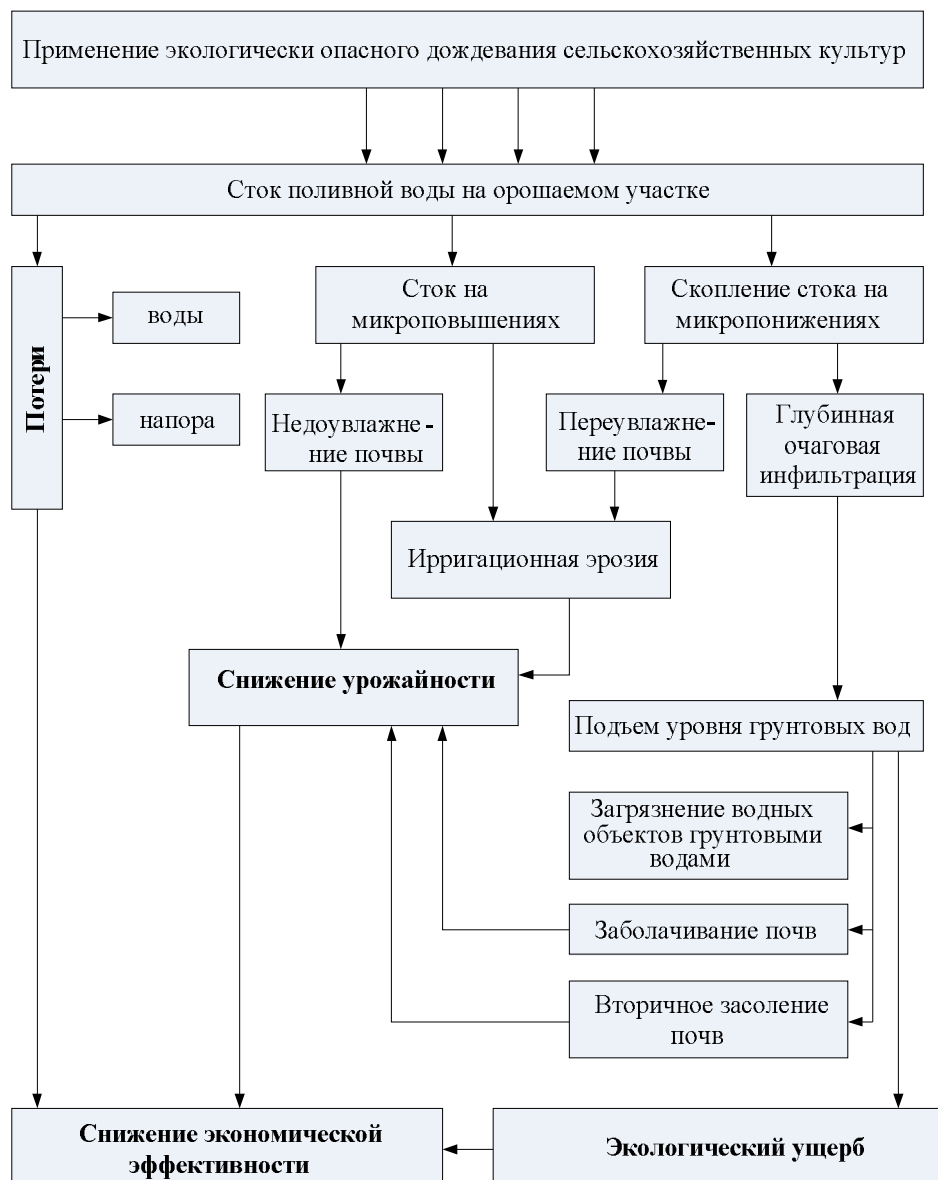 Применение экологически опасного дождевания сельскохозяйственных культур
Сток поливной воды на орошаемом участке
Потери
воды
напора
Сток на
микроповышениях
Скопление стока на
микропонижениях
Недоувлажне-
ние почвы
Переувлажне-
ние почвы
Глубинная
очаговая
инфильтрация
Ирригационная эрозия
Снижение урожайности
Подъем уровня грунтовых вод
Загрязнение водных
объектов грунтовыми
водами
Заболачивание почв
Вторичное засоление
почв
Снижение экономической
эффективности
Экологический ущерб